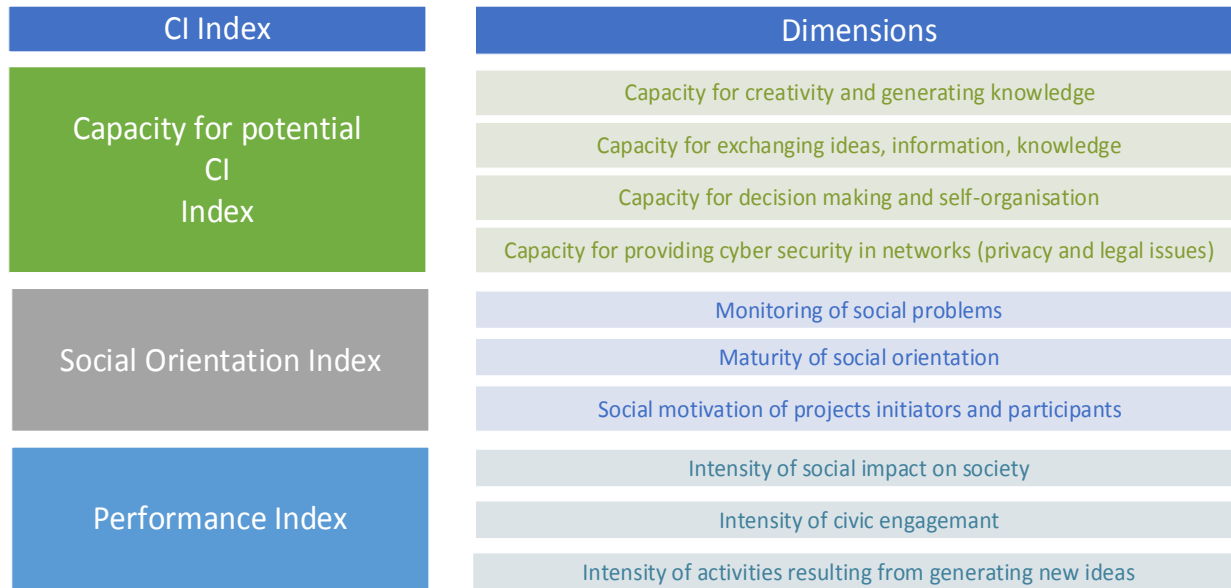 CI Index
Dimensions
Capacity for potential
CI
Index
Capacity for creativity and generating knowledge
Capacity for exchanging ideas, information, knowledge
Capacity for decision making and self-organisation
Capacity for providing cyber security in networks (privacy and legal issues)
Social Orientation Index
Monitoring of social problems
Maturity of social orientation
Social motivation of projects initiators and participants
Performance Index
Intensity of social impact on society
Intensity of civic engagemant
Intensity of activities resulting from generating new ideas